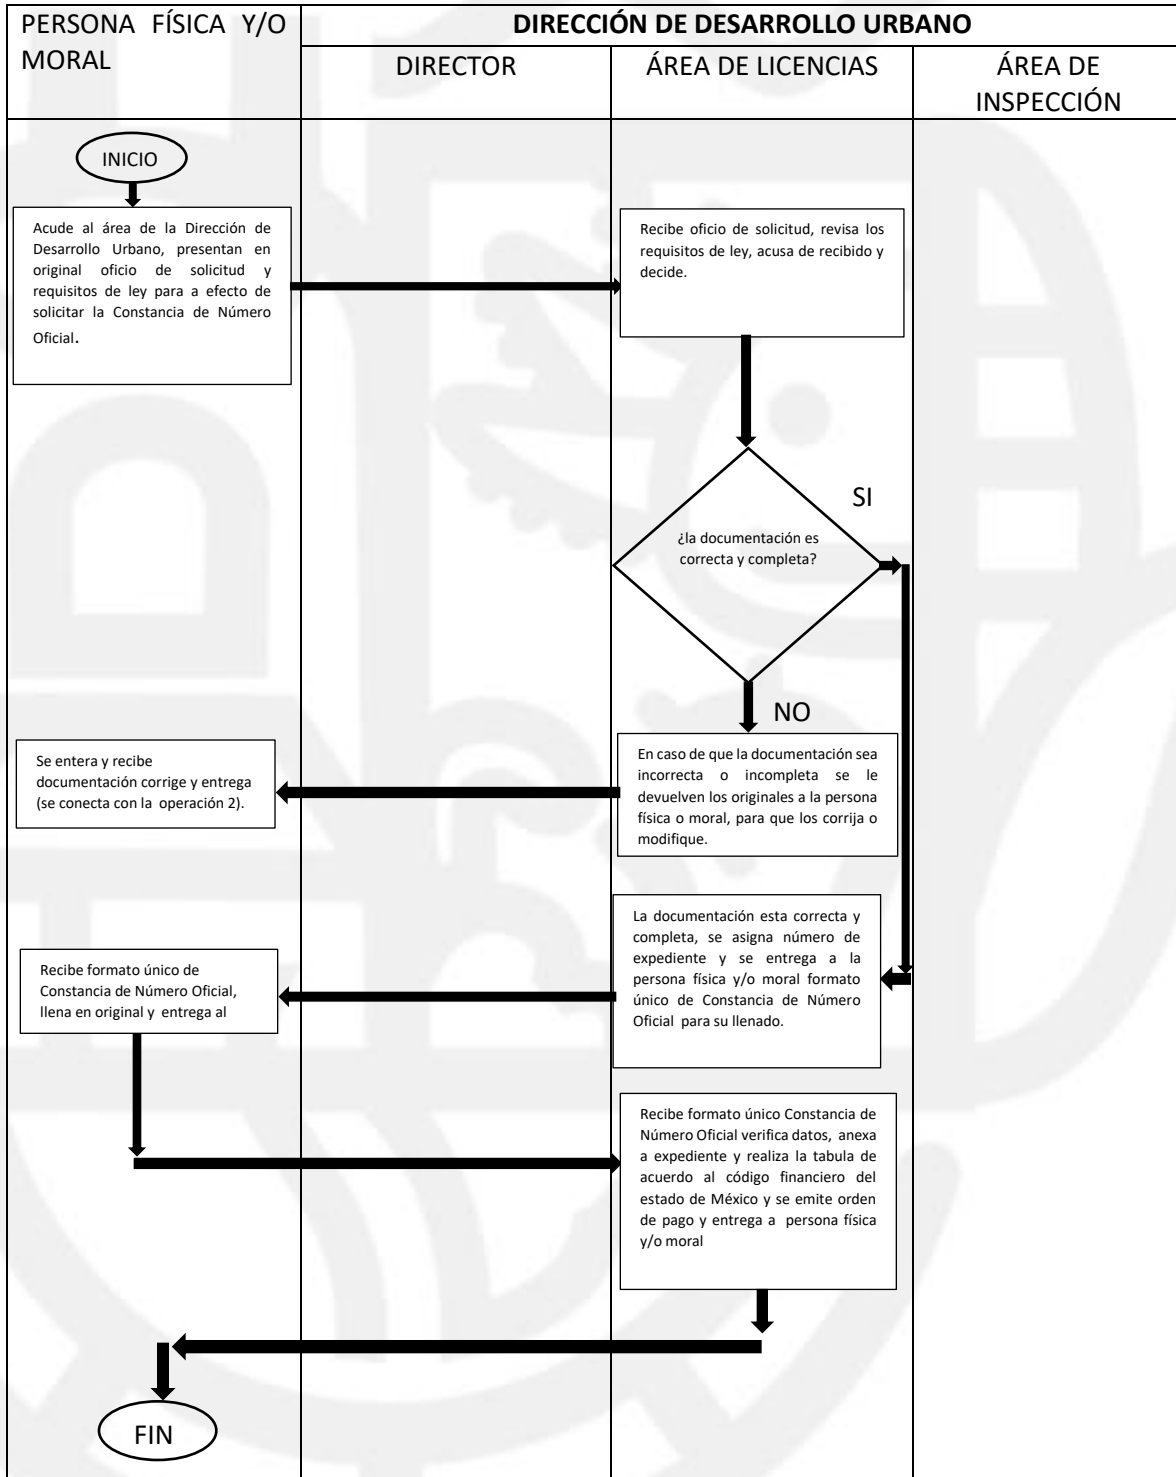 PERSONA FÍSICA Y/O
MORAL
DIRECCIÓN DE DESARROLLO URBANO
DIRECTOR
ÁREA DE LICENCIAS
ÁREA DE
INSPECCIÓN
INICIO
Acude al área de la Dirección de
Desarrollo Urbano, presentan en
original oficio de solicitud y
requisitos de ley para a efecto de
solicitar la Constancia de Número
Oficial.
Recibe oficio de solicitud, revisa los
requisitos de ley, acusa de recibido y
decide.
SI
¿la documentación es
correcta y completa?
NO
Se entera y recibe
documentación corrige y entrega
(se conecta con la operación 2).
En caso de que la documentación sea
incorrecta o incompleta se le
devuelven los originales a la persona
física o moral, para que los corrija o
modifique.
La documentación esta correcta y
completa, se asigna número de
expediente y se entrega a la
persona física y/o moral formato
único de Constancia de Número
Oficial para su llenado.
Recibe formato único de
Constancia de Número Oficial,
llena en original y entrega al
Recibe formato único Constancia de
Número Oficial verifica datos, anexa
a expediente y realiza la tabula de
acuerdo al código financiero del
estado de México y se emite orden
de pago y entrega a persona física
y/o moral
FIN